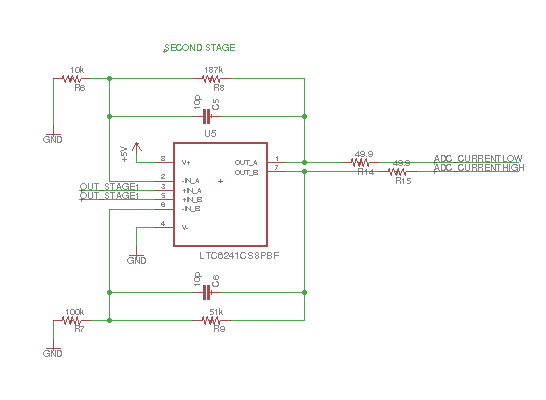 SECOND STAGE
10k
187k
R6
R8
10p
C5
GND
U5
+5V
8
V+
OUT_A
1
49.9
ADC_CURRENTLOW
OUT_B
7
49.9
ADC_CURRENTHIGH
R14
R15
2
-IN_A
OUT_STAGE1
3
+IN_A
OUT_STAGE1
5
+IN_B
6
-IN_B
4
V-
GND
LTC6241CS8PBF
10p
C6
100k
51k
R7
R9
GND